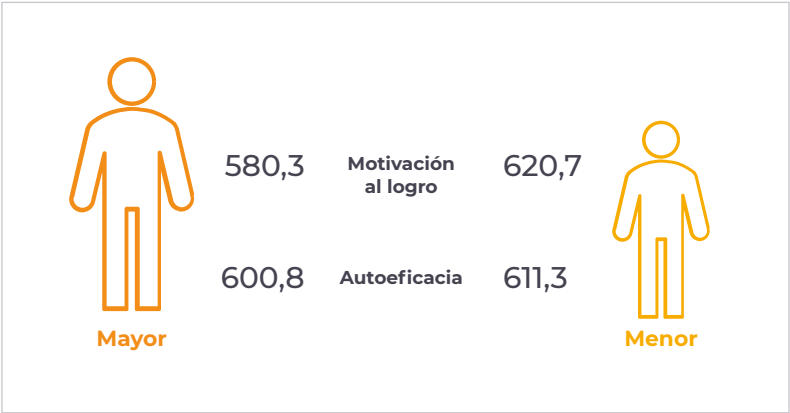 580,3 Motivación al logro 620,7
600,8 Autoeficacia 611,3
Mayor Menor